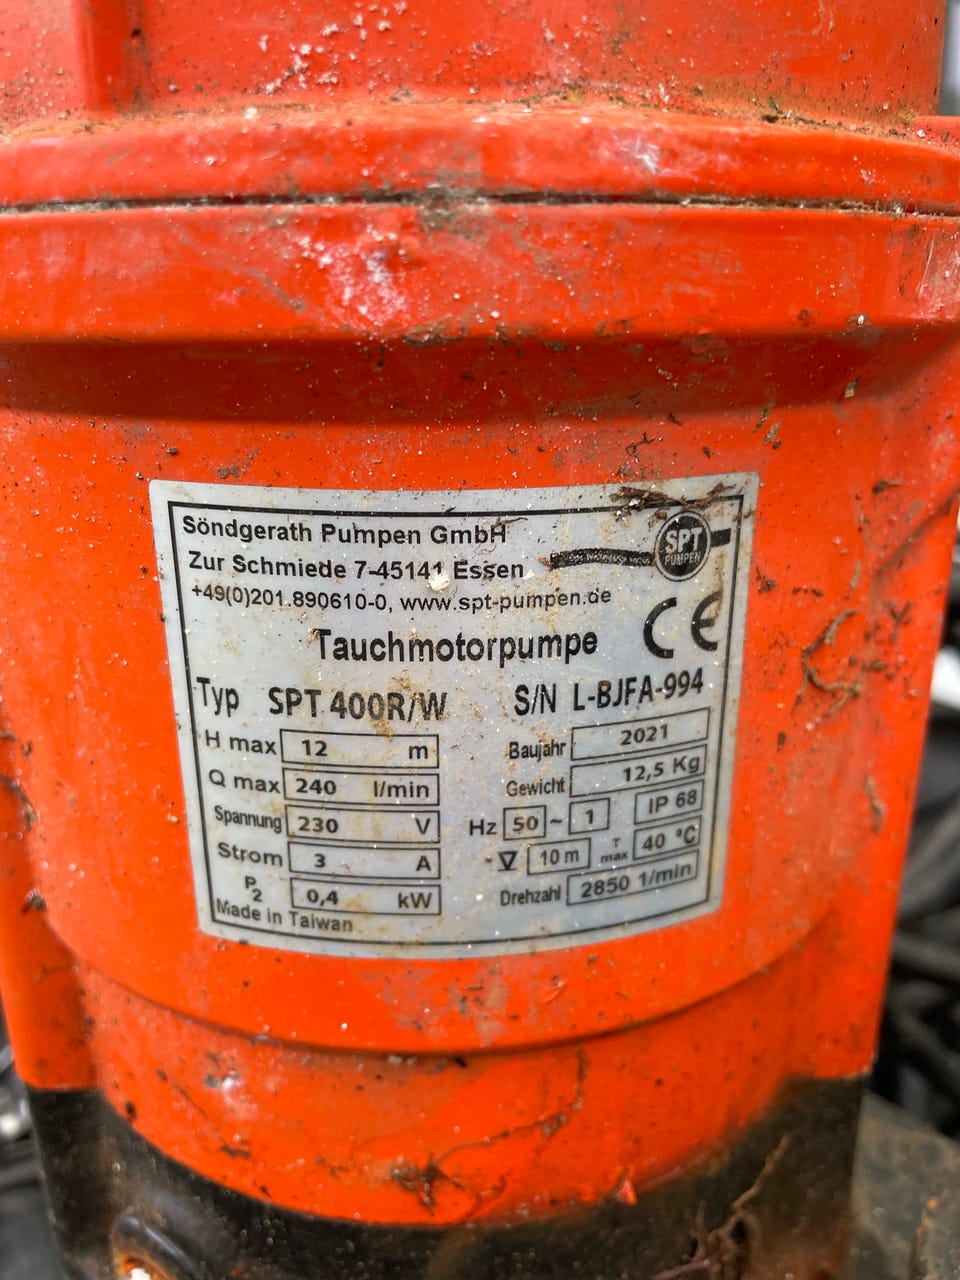 Söndgerath Pumpen GmbH
SPT
PUMPEN
Zur Schmiede 7-45141 Essen
+49(0)201.890610-0, www.spt-pumpen.de
CE
Tauchmotorpumpe
Typ SPT 400R/W
S/N L-BJFA-994
H max 12 m
Q max 240 l/min
Spannung 230 V
Strom 3 A
P2 0,4 kW
Made in Taiwan
Baujahr 2021
Gewicht 12,5 Kg
Hz 50 ~ 1 IP 68
10 m T max 40 °C
Drehzahl 2850 1/min